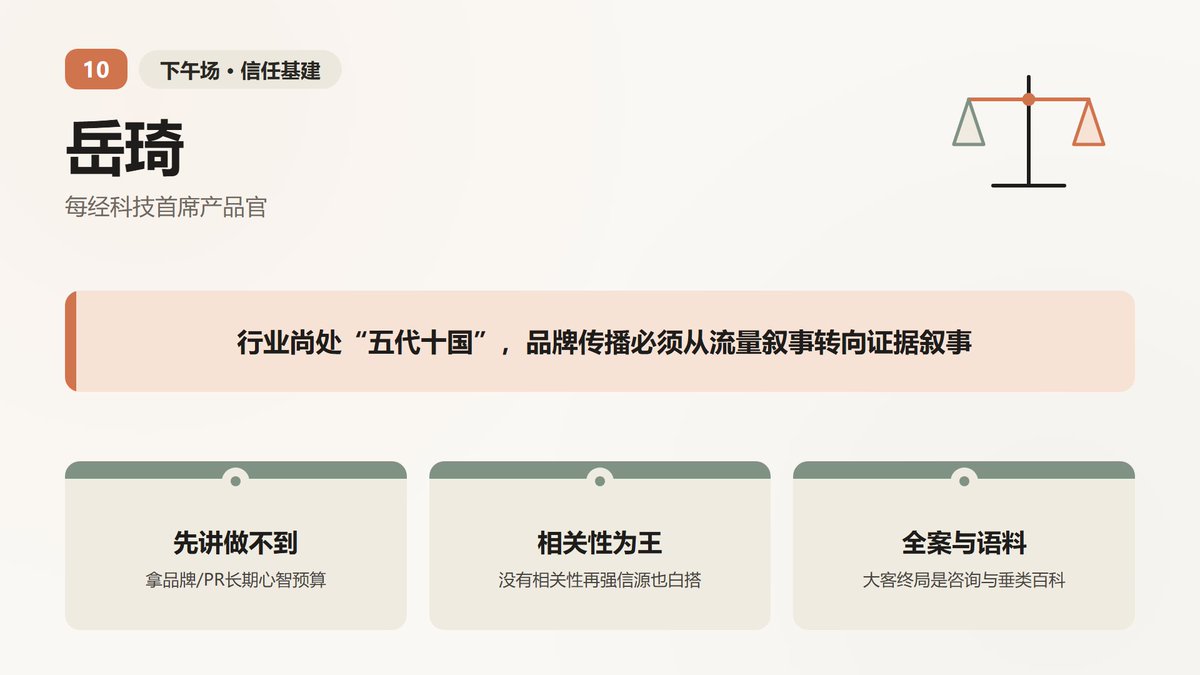 10
下午场·信任基建
岳琦
每经科技首席产品官
行业尚处“五代十国”，品牌传播必须从流量叙事转向证据叙事
先讲做不到
拿品牌/PR长期心智预算
相关性为王
没有相关性再强信源也白搭
全案与语料
大客终局是咨询与垂类百科